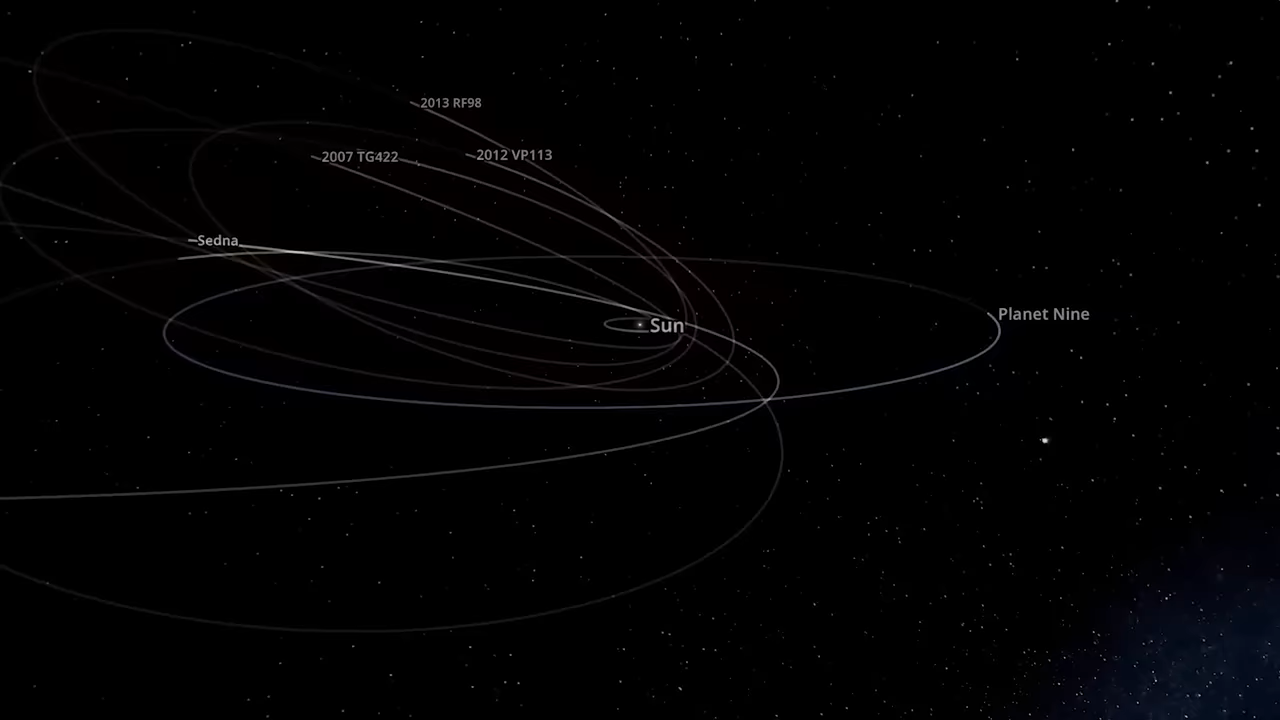 2013 RF98
2007 TG422
2012 VP113
Sedna
Planet Nine
Sun